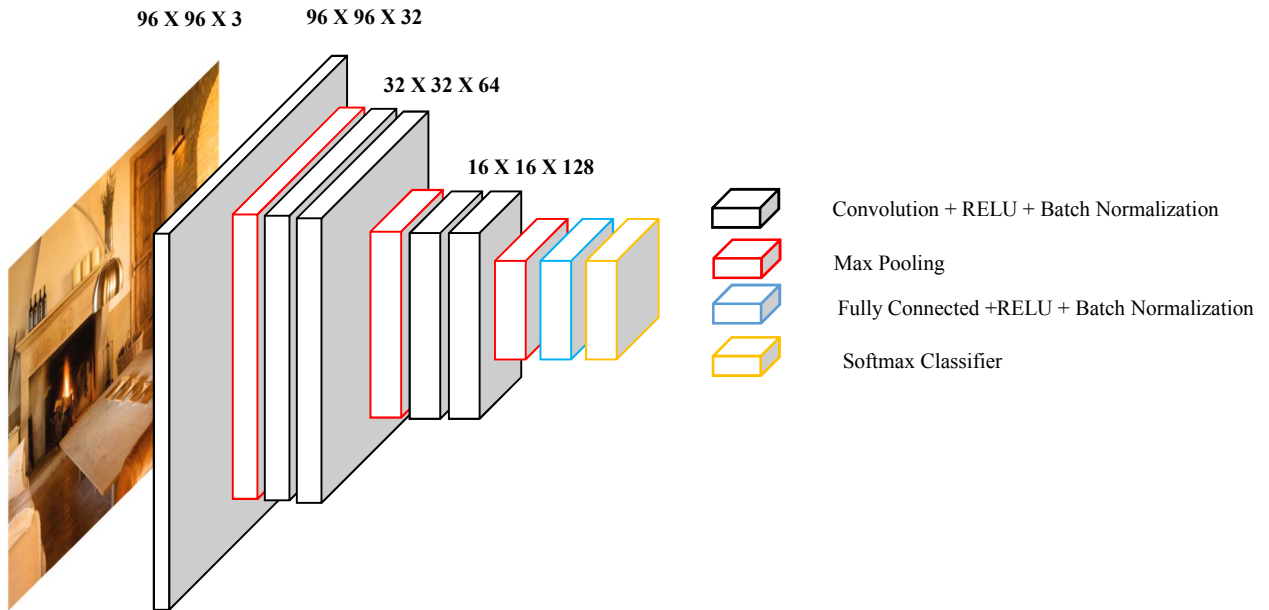 96 X 96 X 3
96 X 96 X 32
32 X 32 X 64
16 X 16 X 128
Convolution + RELU + Batch Normalization
Max Pooling
Fully Connected +RELU + Batch Normalization
Softmax Classifier